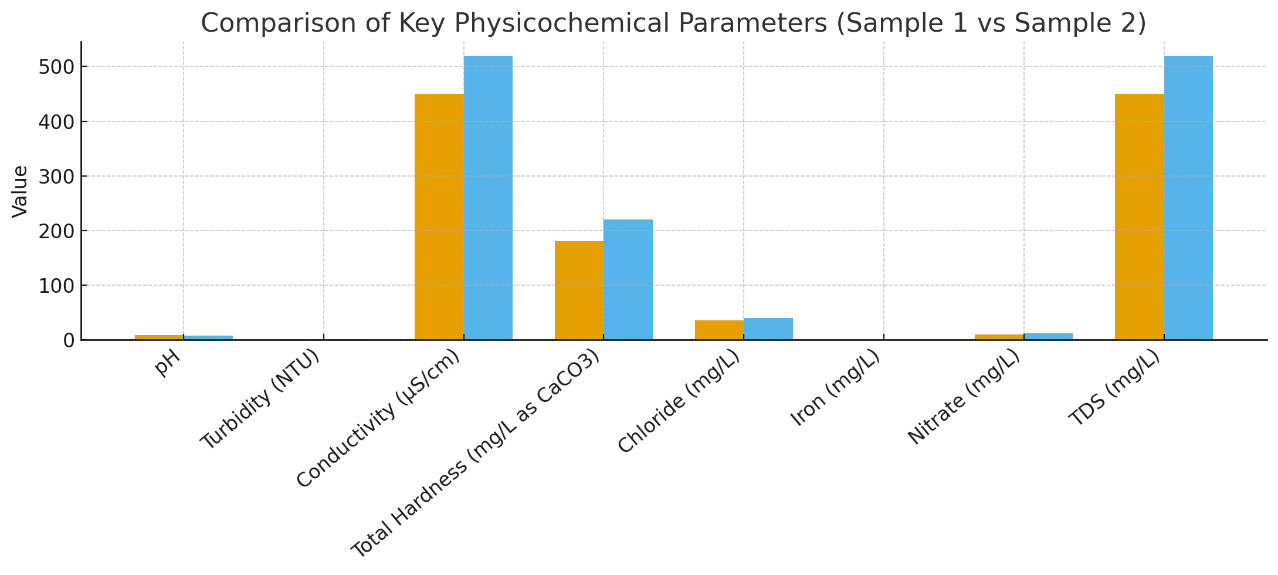 Comparison of Key Physicochemical Parameters (Sample 1 vs Sample 2)
Value
500
400
300
200
100
0
pH
Turbidity (NTU)
Conductivity (µS/cm)
Total Hardness (mg/L as CaCO3)
Chloride (mg/L)
Iron (mg/L)
Nitrate (mg/L)
TDS (mg/L)